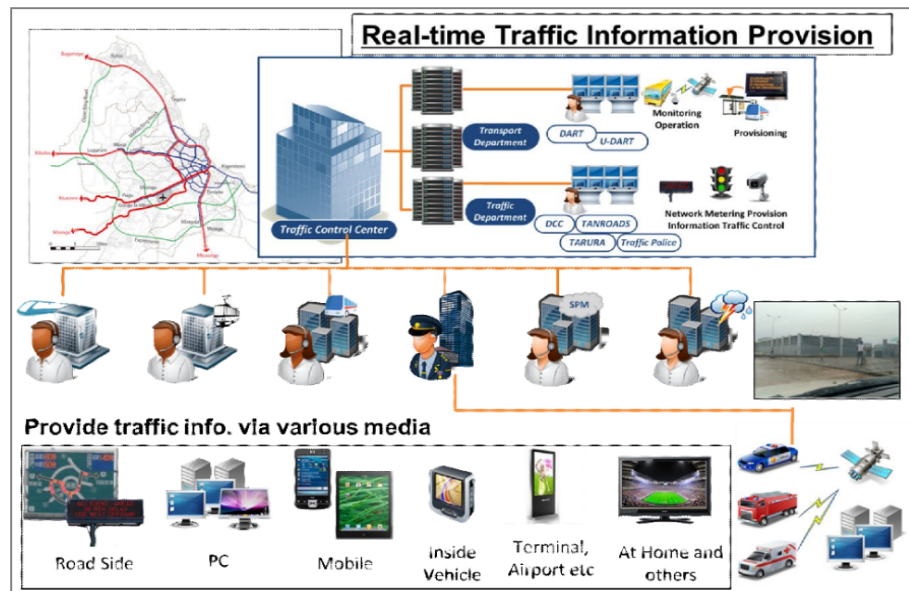 Real-time Traffic Information Provision
Traffic Control Center
Transport
Department
DART
U-DART
Monitoring
Operation
Provisioning
Traffic
Department
DCC
TANROADS
TARURA
Traffic Police
Network Metering Provision
Information Traffic Control
SPM
Provide traffic info. via various media
Road Side
PC
Mobile
Inside
Vehicle
Terminal,
Airport etc
At Home and
others